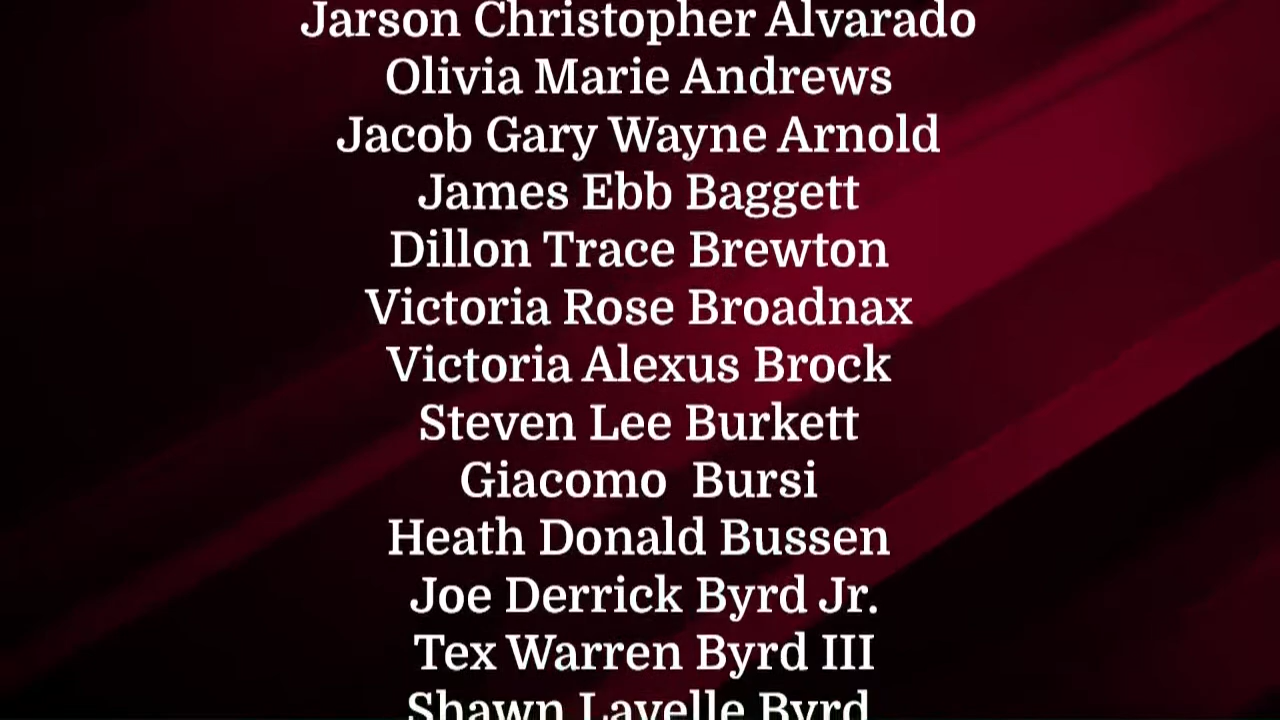 Jarson Christopher Alvarado
Olivia Marie Andrews
Jacob Gary Wayne Arnold
James Ebb Baggett
Dillon Trace Brewton
Victoria Rose Broadnax
Victoria Alexus Brock
Steven Lee Burkett
Giacomo  Bursi
Heath Donald Bussen
Joe Derrick Byrd Jr.
Tex Warren Byrd III
Shawn Lavelle Byrd